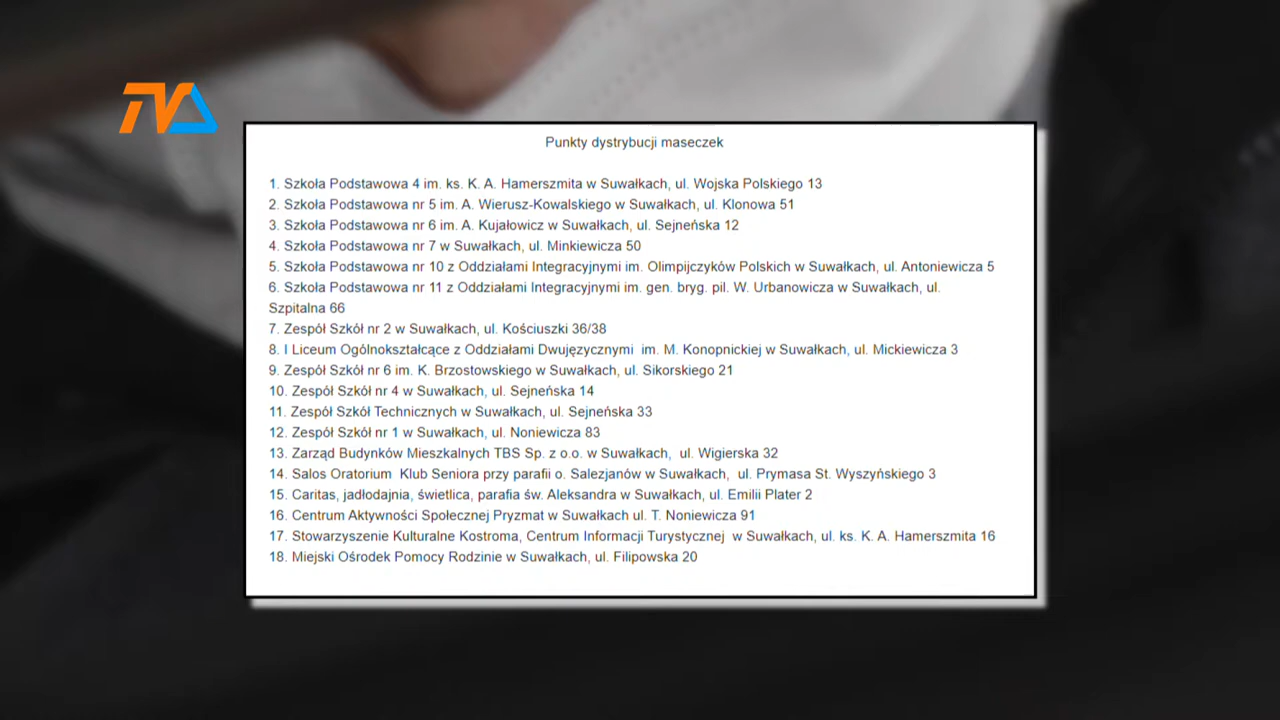 TVA
Punkty dystrybucji maseczek
1. Szkoła Podstawowa 4 im. ks. K. A. Hamerszmita w Suwałkach, ul. Wojska Polskiego 13
2. Szkoła Podstawowa nr 5 im. A. Wierusz-Kowalskiego w Suwałkach, ul. Klonowa 51
3. Szkoła Podstawowa nr 6 im. A. Kujałowicz w Suwałkach, ul. Sejneńska 12
4. Szkoła Podstawowa nr 7 w Suwałkach, ul. Minkiewicza 50
5. Szkoła Podstawowa nr 10 z Oddziałami Integracyjnymi im. Olimpijczyków Polskich w Suwałkach, ul. Antoniewicza 5
6. Szkoła Podstawowa nr 11 z Oddziałami Integracyjnymi im. gen. bryg. pil. W. Urbanowicza w Suwałkach, ul.
Szpitalna 66
7. Zespół Szkół nr 2 w Suwałkach, ul. Kościuszki 36/38
8. I Liceum Ogólnokształcące z Oddziałami Dwujęzycznymi im. M. Konopnickiej w Suwałkach, ul. Mickiewicza 3
9. Zespół Szkół nr 6 im. K. Brzostowskiego w Suwałkach, ul. Sikorskiego 21
10. Zespół Szkół nr 4 w Suwałkach, ul. Sejneńska 14
11. Zespół Szkół Technicznych w Suwałkach, ul. Sejneńska 33
12. Zespół Szkół nr 1 w Suwałkach, ul. Noniewicza 83
13. Zarząd Budynków Mieszkalnych TBS Sp. z o.o. w Suwałkach, ul. Wigierska 32
14. Salos Oratorium Klub Seniora przy parafii o. Salezjanów w Suwałkach, ul. Prymasa St. Wyszyńskiego 3
15. Caritas, jadłodajnia, świetlica, parafia św. Aleksandra w Suwałkach, ul. Emilii Plater 2
16. Centrum Aktywności Społecznej Pryzmat w Suwałkach ul. T. Noniewicza 91
17. Stowarzyszenie Kulturalne Kostroma, Centrum Informacji Turystycznej w Suwałkach, ul. ks. K. A. Hamerszmita 16
18. Miejski Ośrodek Pomocy Rodzinie w Suwałkach, ul. Filipowska 20